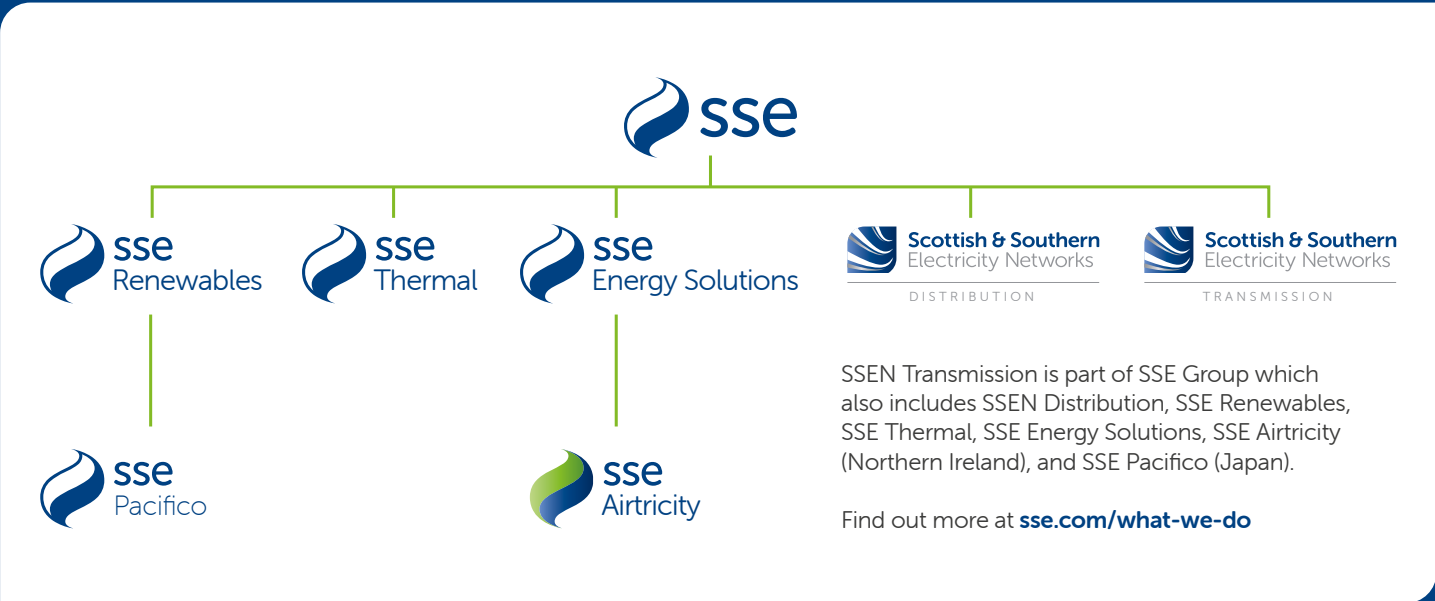 sse
sse
Renewables
sse
Thermal
sse
Energy Solutions
Scottish & Southern
Electricity Networks
DISTRIBUTION
Scottish & Southern
Electricity Networks
TRANSMISSION
SSEN Transmission is part of SSE Group which
also includes SSEN Distribution, SSE Renewables,
SSE Thermal, SSE Energy Solutions, SSE Airtricity
(Northern Ireland), and SSE Pacifico (Japan).
Find out more at sse.com/what-we-do
sse
Pacifico
sse
Airtricity